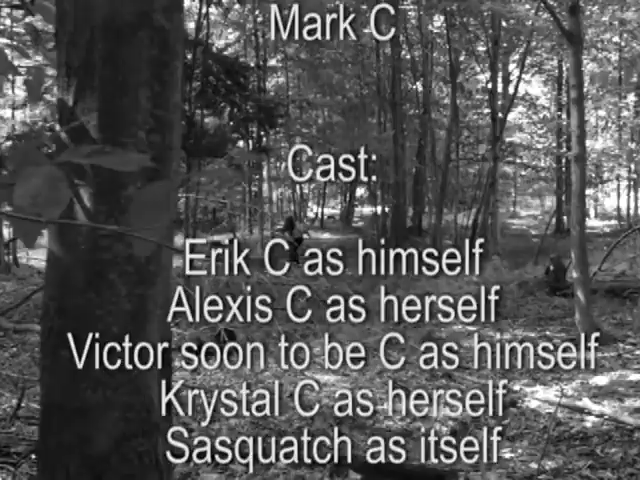 Mark C
Cast:
Erik C as himself
Alexis C as herself
Victor soon to be C as himself
Krystal C as herself
Sasquatch as itself